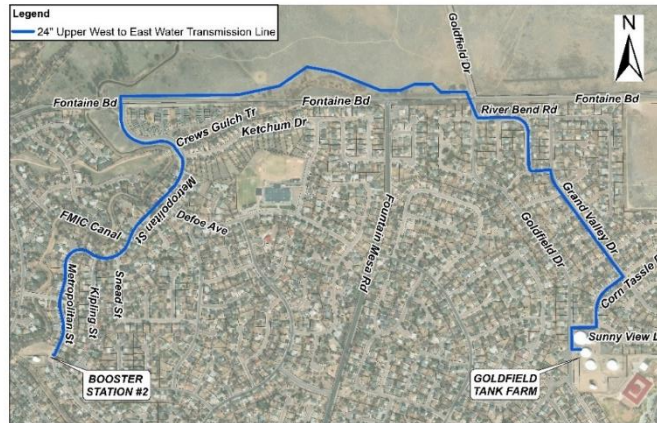 Legend
24" Upper West to East Water Transmission Line
N
Goldfield Dr
Fontaine Bd
Fontaine Bd
River Bend Rd
Fontaine Bd
Crews Gulch Tr
Ketchum Dr
Metropolitan St
Grand Valley Dr
FMIC Canal
Defoe Ave
Fountain Mesa Rd
Goldfield Dr
Metropolitan St
Kipling St
Snead St
Corn Tassle
Sunny View
BOOSTER
STATION #2
GOLDFIELD
TANK FARM